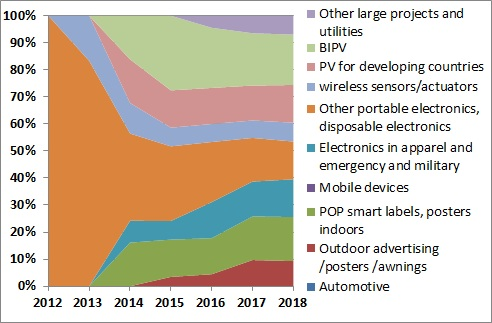 100%
90%
80%
70%
60%
50%
40%
30%
20%
10%
0%
2012 2013 2014 2015 2016 2017 2018
Other large projects and
utilities
BIPV
PV for developing countries
wireless sensors/actuators
Other portable electronics,
disposable electronics
Electronics in apparel and
emergency and military
Mobile devices
POP smart labels, posters
indoors
Outdoor advertising
/posters /awnings
Automotive